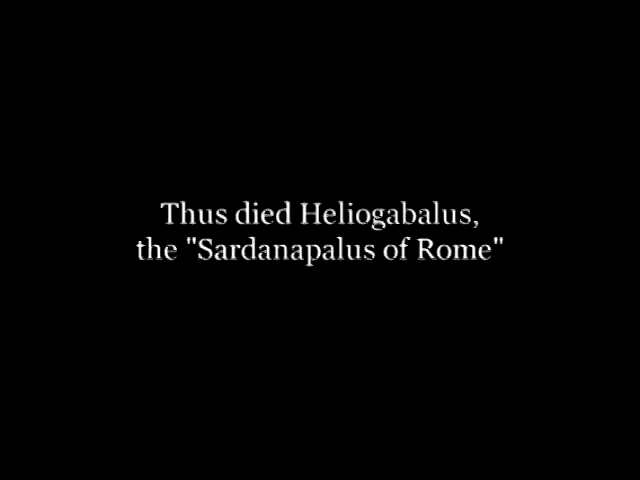 Thus died Heliogabalus,
the "Sardanapalus of Rome"